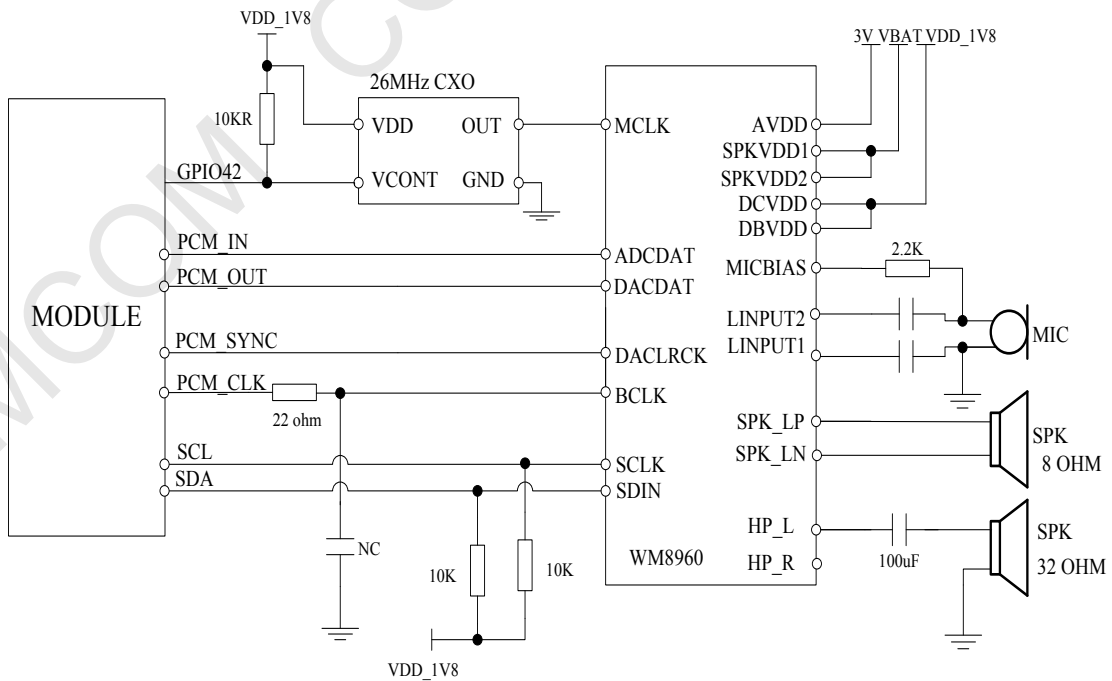 VDD_1V8
3V VBAT VDD_1V8
26MHz CXO
10KR
VDD OUT
VCONT GND
GPIO42
MODULE
PCM_IN
PCM_OUT
PCM_SYNC
PCM_CLK
22 ohm
SCL
SDA
NC
10K
10K
VDD_1V8
MCLK
ADCDAT
DACDAT
DACLRCK
BCLK
SCLK
SDIN
WM8960
AVDD
SPKVDD1
SPKVDD2
DCVDD
DBVDD
MICBIAS
LINPUT2
LINPUT1
SPK_LP
SPK_LN
HP_L
HP_R
2.2K
MIC
SPK
8 OHM
100uF
SPK
32 OHM